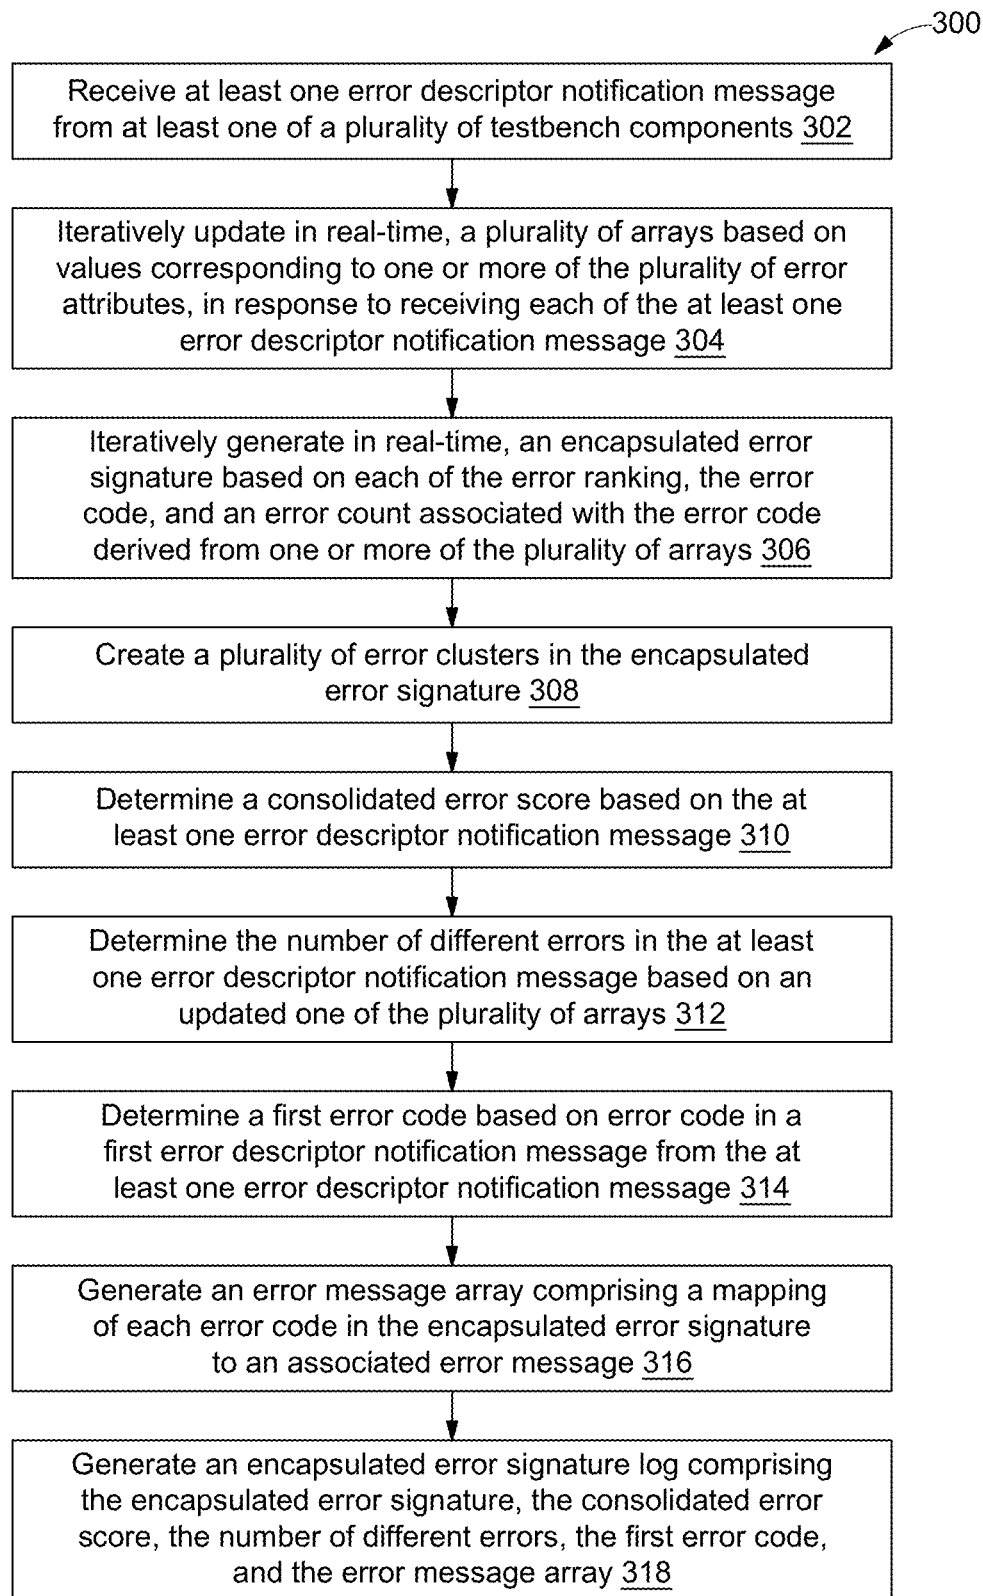 300
Receive at least one error descriptor notification message
from at least one of a plurality of testbench components 302
Iteratively update in real-time, a plurality of arrays based on
values corresponding to one or more of the plurality of error
attributes, in response to receiving each of the at least one
error descriptor notification message 304
Iteratively generate in real-time, an encapsulated error
signature based on each of the error ranking, the error
code, and an error count associated with the error code
derived from one or more of the plurality of arrays 306
Create a plurality of error clusters in the encapsulated
error signature 308
Determine a consolidated error score based on the at
least one error descriptor notification message 310
Determine the number of different errors in the at least
one error descriptor notification message based on an
updated one of the plurality of arrays 312
Determine a first error code based on error code in a
first error descriptor notification message from the at
least one error descriptor notification message 314
Generate an error message array comprising a mapping
of each error code in the encapsulated error signature
to an associated error message 316
Generate an encapsulated error signature log comprising
the encapsulated error signature, the consolidated error
score, the number of different errors, the first error code,
and the error message array 318